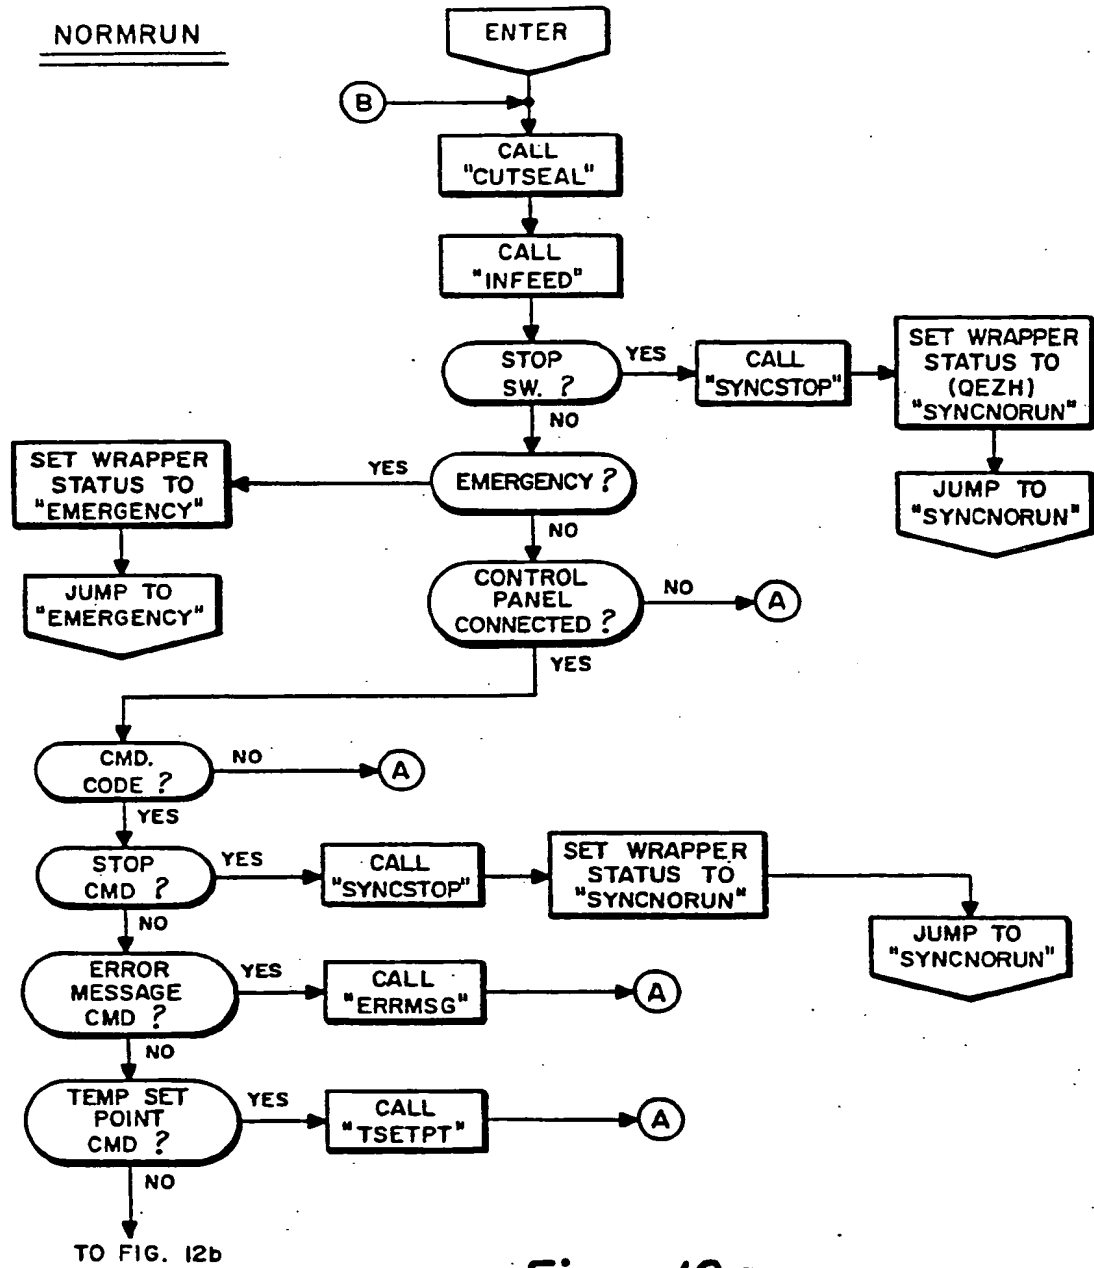 NORMRUN
ENTER
B
CALL
"CUTSEAL"
CALL
"INFEED"
STOP
SW. ?
YES
CALL
"SYNCSTOP"
SET WRAPPER
STATUS TO
(QEZH)
"SYNCNORUN"
JUMP TO
"SYNCNORUN"
NO
EMERGENCY ?
YES
SET WRAPPER
STATUS TO
"EMERGENCY"
JUMP TO
"EMERGENCY"
NO
CONTROL
PANEL
CONNECTED ?
NO
A
YES
CMD.
CODE ?
NO
A
YES
STOP
CMD ?
YES
CALL
"SYNCSTOP"
SET WRAPPER
STATUS TO
"SYNCNORUN"
JUMP TO
"SYNCNORUN"
NO
ERROR
MESSAGE
CMD ?
YES
CALL
"ERRMSG"
A
NO
TEMP SET
POINT
CMD ?
YES
CALL
"TSETPT"
A
NO
TO FIG. 12b